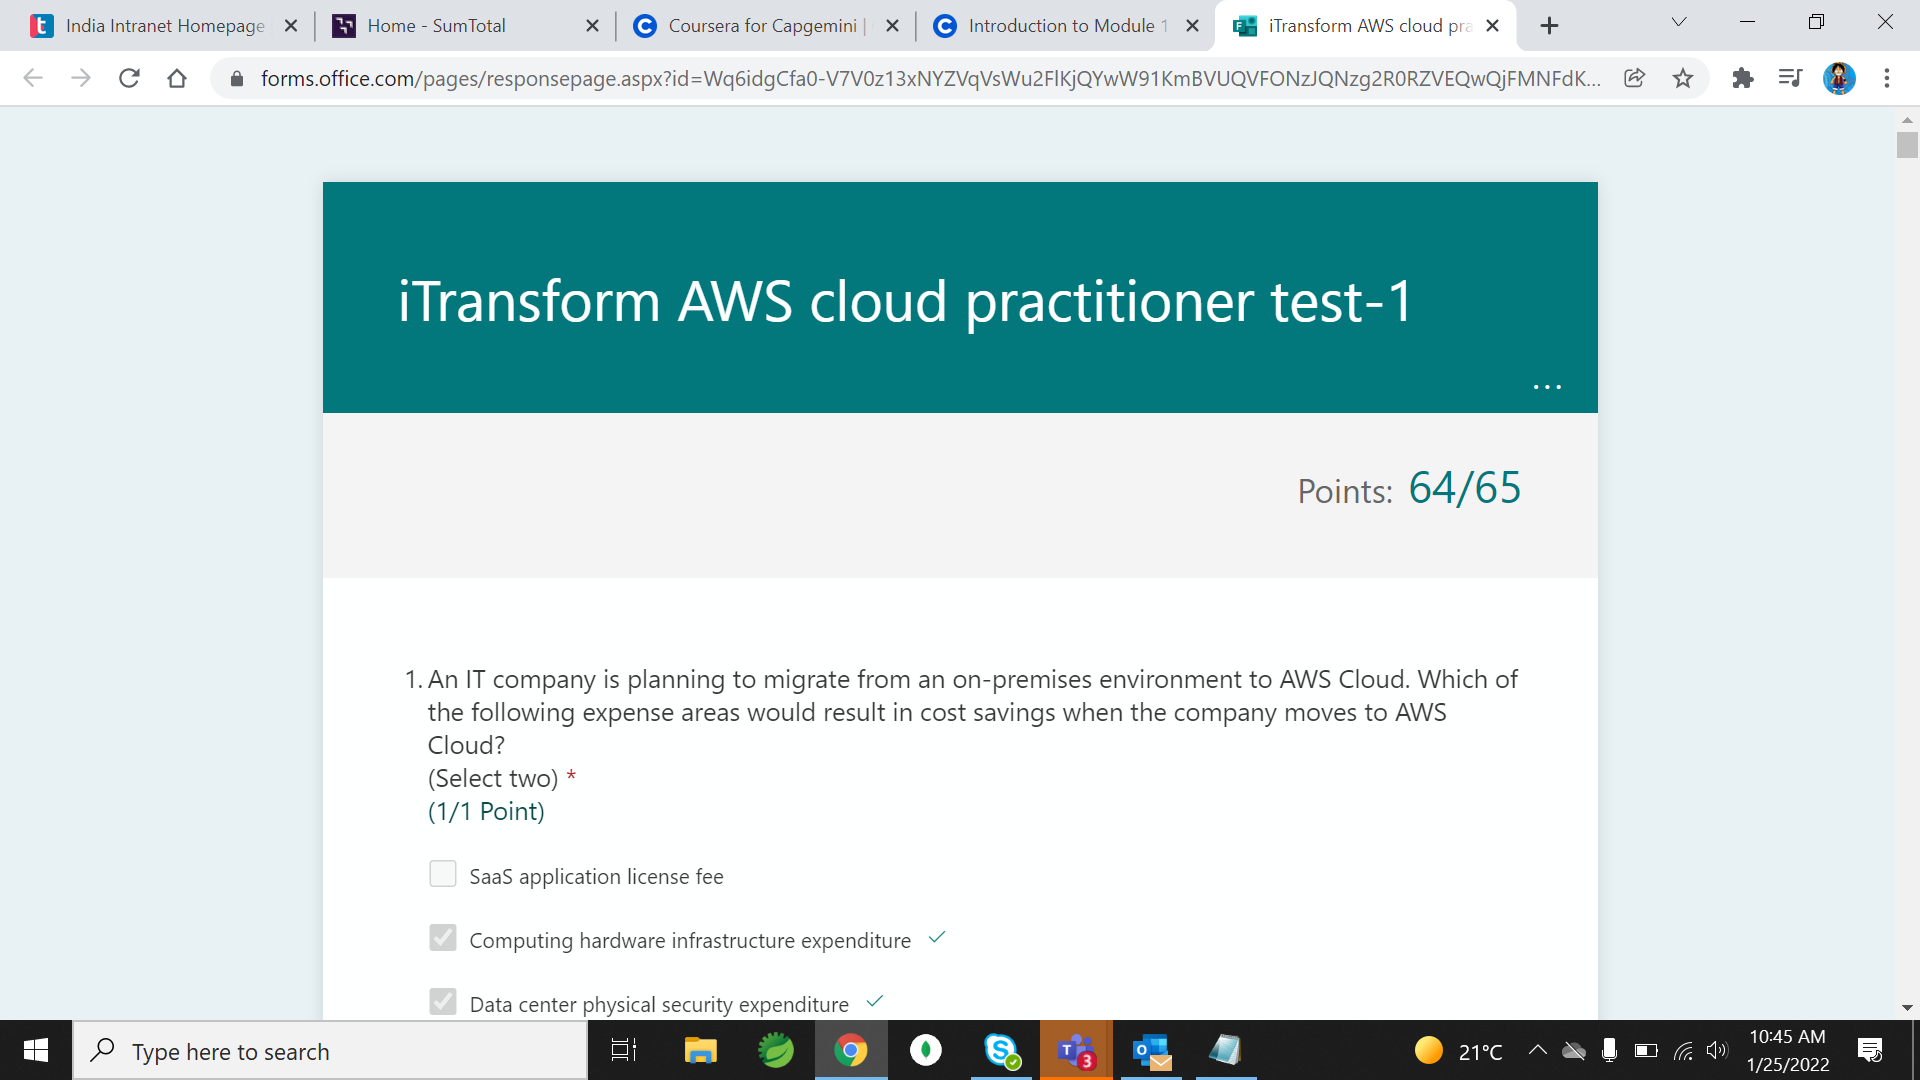 India Intranet Homepage
Home - SumTotal
Coursera for Capgemini |
Introduction to Module 1
iTransform AWS cloud pra
forms.office.com/pages/responsepage.aspx?id=Wq6idgCfa0-V7V0z13xNYZVqVsWu2FlKjQYwW91KmBVUQVFONzJQNzg2R0RZVEQwQjFMNFdK...
iTransform AWS cloud practitioner test-1
...
Points: 64/65
1. An IT company is planning to migrate from an on-premises environment to AWS Cloud. Which of
the following expense areas would result in cost savings when the company moves to AWS
Cloud?
(Select two) *
(1/1 Point)
SaaS application license fee
Computing hardware infrastructure expenditure
Data center physical security expenditure
Type here to search
3
21°C
10:45 AM
1/25/2022